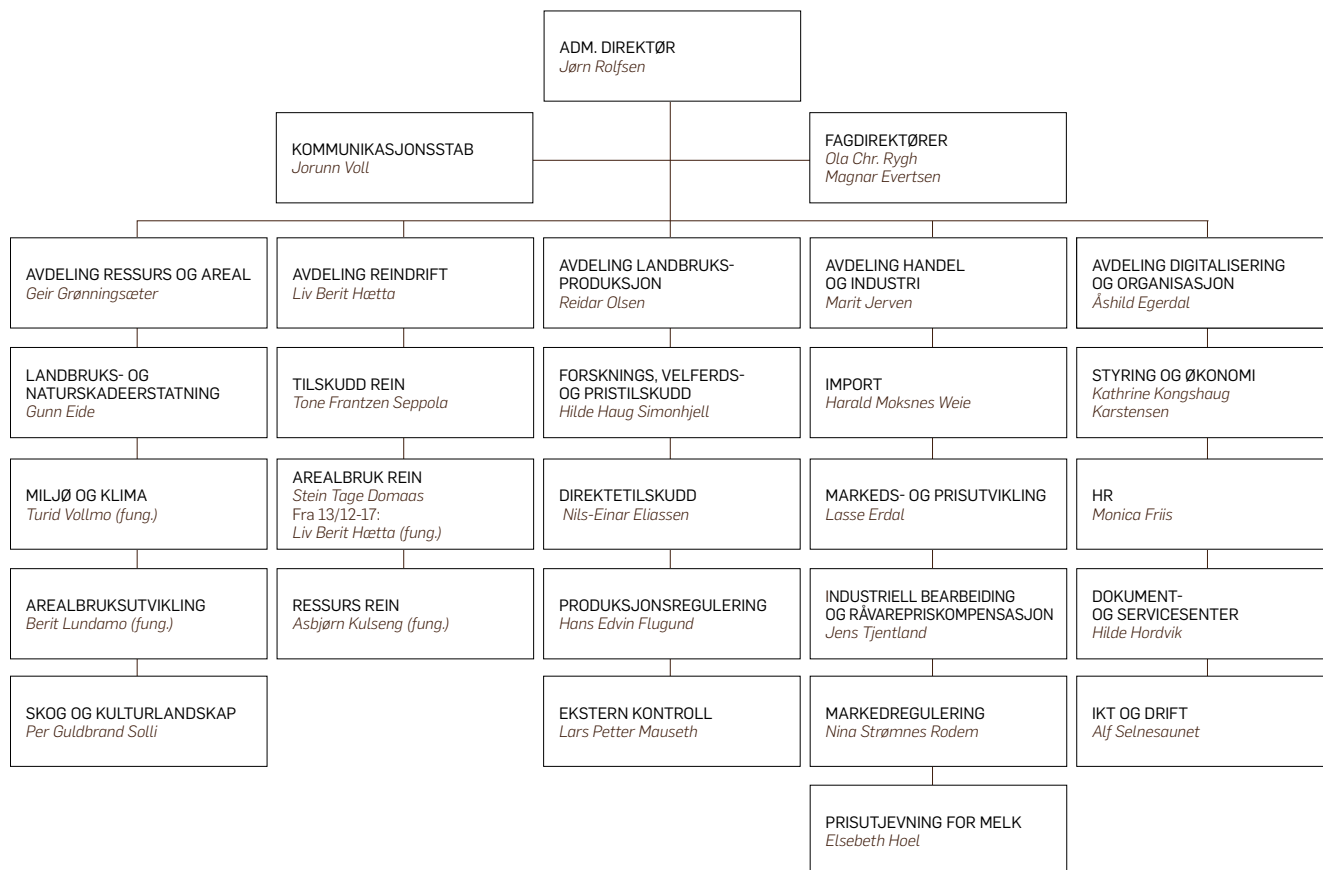 ADM. DIREKTØR
Jørn Rolfsen
KOMMUNIKASJONSSTAB
Jorunn Voll
FAGDIREKTØRER
Ola Chr. Rygh
Magnar Evertsen
AVDELING RESSURS OG AREAL
Geir Grønningsæter
AVDELING REINDRIFT
Liv Berit Hætta
AVDELING LANDBRUKS-
PRODUKSJON
Reidar Olsen
AVDELING HANDEL
OG INDUSTRI
Marit Jerven
AVDELING DIGITALISERING
OG ORGANISASJON
Åshild Egerdal
LANDBRUKS- OG
NATURSKADEERSTATNING
Gunn Eide
TILSKUDD REIN
Tone Frantzen Seppola
FORSKNINGS, VELFERDS-
OG PRISTILSKUDD
Hilde Haug Simonhjell
IMPORT
Harald Moksnes Weie
STYRING OG ØKONOMI
Kathrine Kongshaug
Karstensen
MILJØ OG KLIMA
Turid Vollmo (fung.)
AREALBRUK REIN
Stein Tage Domaas
Fra 13/12-17:
Liv Berit Hætta (fung.)
DIREKTETILSKUDD
Nils-Einar Eliassen
MARKEDS- OG PRISUTVIKLING
Lasse Erdal
HR
Monica Friis
AREALBRUKSUTVIKLING
Berit Lundamo (fung.)
RESSURS REIN
Asbjørn Kulseng (fung.)
PRODUKSJONSREGULERING
Hans Edvin Flugund
INDUSTRIELL BEARBEIDING
OG RÅVAREPRISKOMPENSASJON
Jens Tjentland
DOKUMENT-
OG SERVICESENTER
Hilde Hordvik
SKOG OG KULTURLANDSKAP
Per Guldbrand Solli
EKSTERN KONTROLL
Lars Petter Mauseth
MARKEDREGULERING
Nina Strømnes Rodem
IKT OG DRIFT
Alf Selnesaunet
PRISUTJEVNING FOR MELK
Elsebeth Hoel